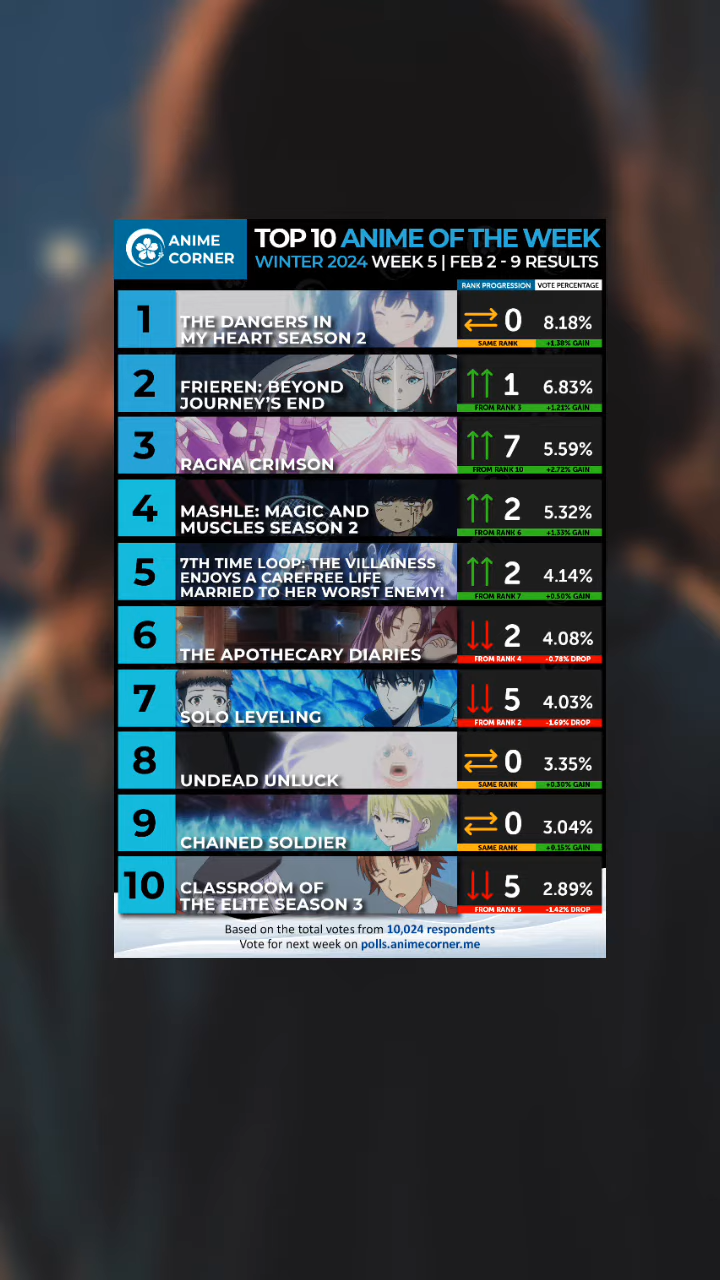 ANIME
CORNER
TOP 10 ANIME OF THE WEEK
WINTER 2024 WEEK 5 | FEB 2 - 9 RESULTS
RANK PROGRESSION VOTE PERCENTAGE
1
THE DANGERS IN
MY HEART SEASON 2
0 8.18%
SAME RANK +1.38% GAIN
2
FRIEREN: BEYOND
JOURNEY'S END
1 6.83%
FROM RANK 3 +1.21% GAIN
3
RAGNA CRIMSON
7 5.59%
FROM RANK 10 +2.72% GAIN
4
MASHLE: MAGIC AND
MUSCLES SEASON 2
2 5.32%
FROM RANK 6 +1.33% GAIN
5
7TH TIME LOOP: THE VILLAINESS
ENJOYS A CAREFREE LIFE
MARRIED TO HER WORST ENEMY!
2 4.14%
FROM RANK 7 +0.50% GAIN
6
THE APOTHECARY DIARIES
2 4.08%
FROM RANK 4 -0.78% DROP
7
SOLO LEVELING
5 4.03%
FROM RANK 2 -1.69% DROP
8
UNDEAD UNLUCK
0 3.35%
SAME RANK +0.30% GAIN
9
CHAINED SOLDIER
0 3.04%
SAME RANK +0.15% GAIN
10
CLASSROOM OF
THE ELITE SEASON 3
5 2.89%
FROM RANK 5 -1.42% DROP
Based on the total votes from 10,024 respondents
Vote for next week on polls.animecorner.me